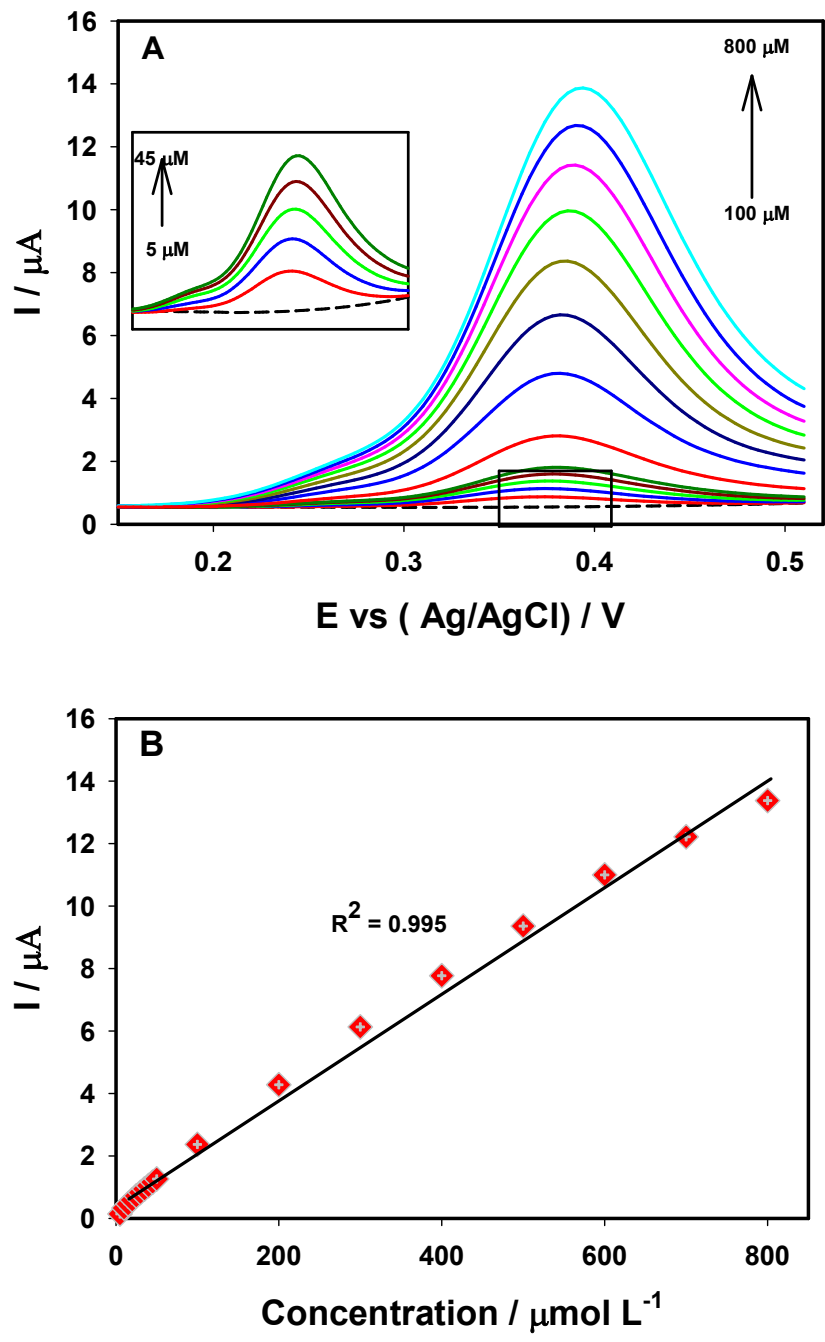 A
16
14
12
10
8
6
4
2
0
I / μA
800 μM
100 μM
45 μM
5 μM
0.2 0.3 0.4 0.5
E vs ( Ag/AgCl) / V
B
16
14
12
10
8
6
4
2
0
I / μA
R² = 0.995
0 200 400 600 800
Concentration / μmol L⁻¹